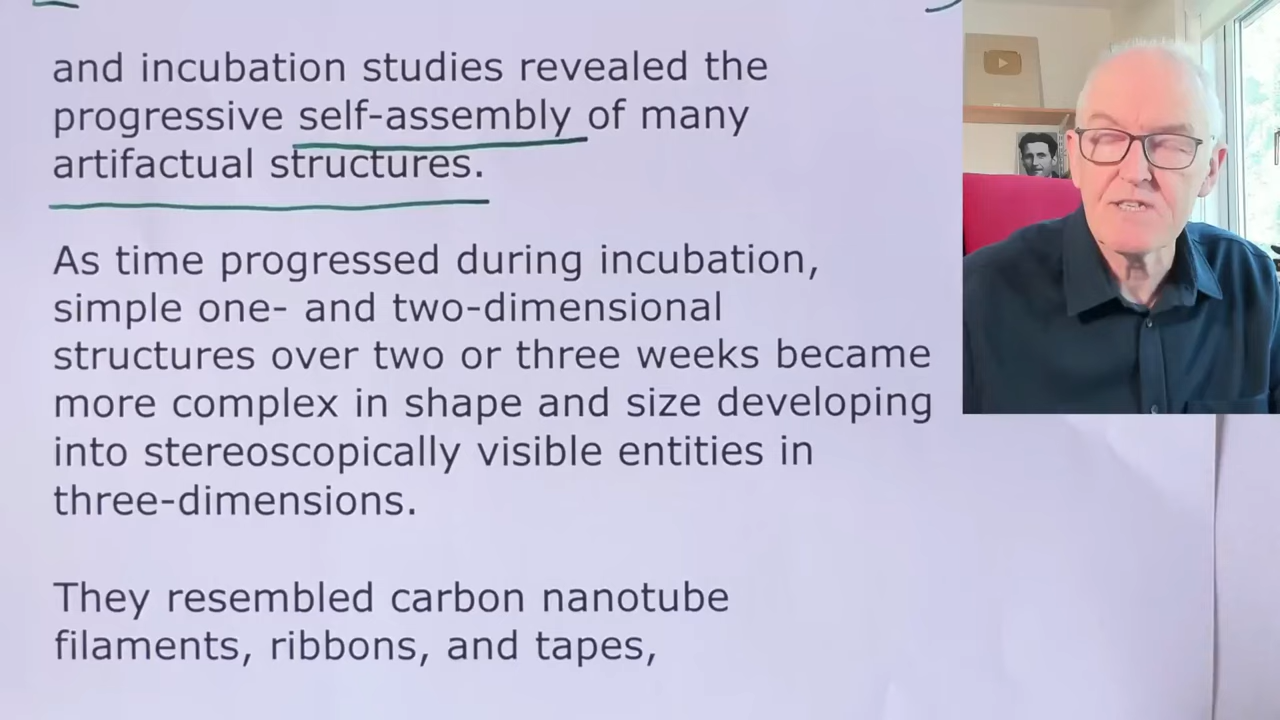 and incubation studies revealed the
progressive self-assembly of many
artifactual structures.
As time progressed during incubation,
simple one- and two-dimensional
structures over two or three weeks became
more complex in shape and size developing
into stereoscopically visible entities in
three-dimensions.
They resembled carbon nanotube
filaments, ribbons, and tapes,